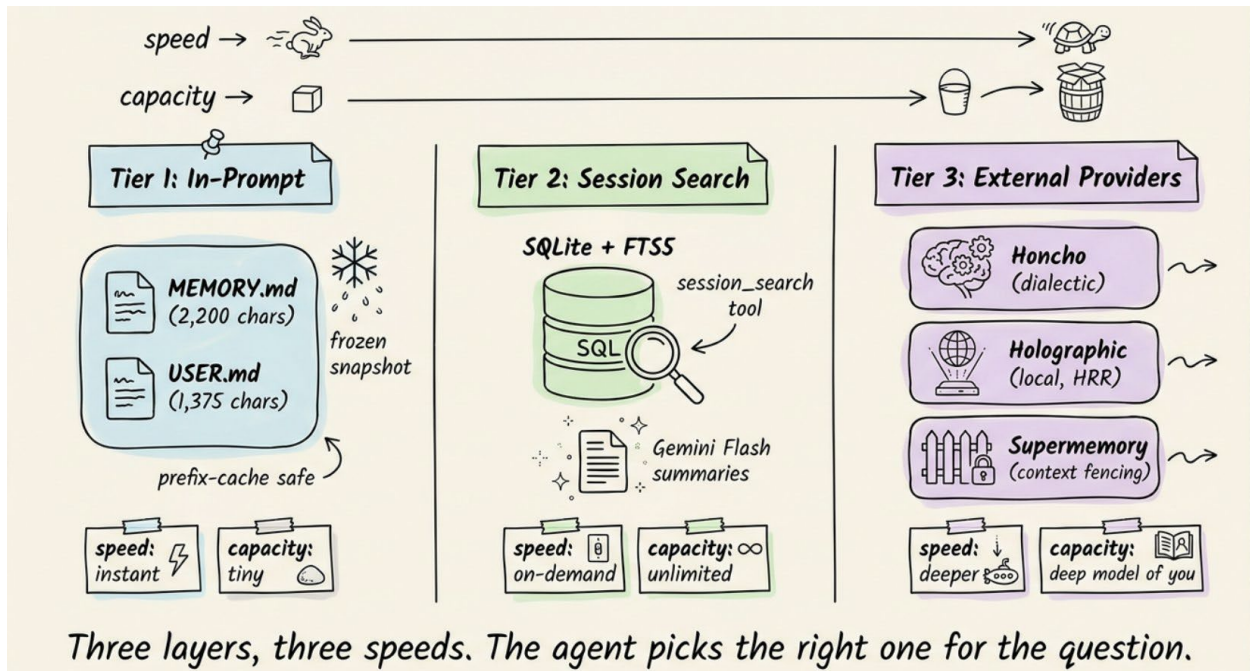 speed →
capacity →
Tier 1: In-Prompt
MEMORY.md
(2,200 chars)
USER.md
(1,375 chars)
frozen
snapshot
prefix-cache safe
speed:
instant
capacity:
tiny
Tier 2: Session Search
SQLite + FTS5
session_search
tool
SQL
Gemini Flash
summaries
speed:
on-demand
capacity: ∞
unlimited
Tier 3: External Providers
Honcho
(dialectic)
Holographic
(local, HRR)
Supermemory
(context fencing)
speed:
deeper
capacity:
deep model of you
Three layers, three speeds. The agent picks the right one for the question.